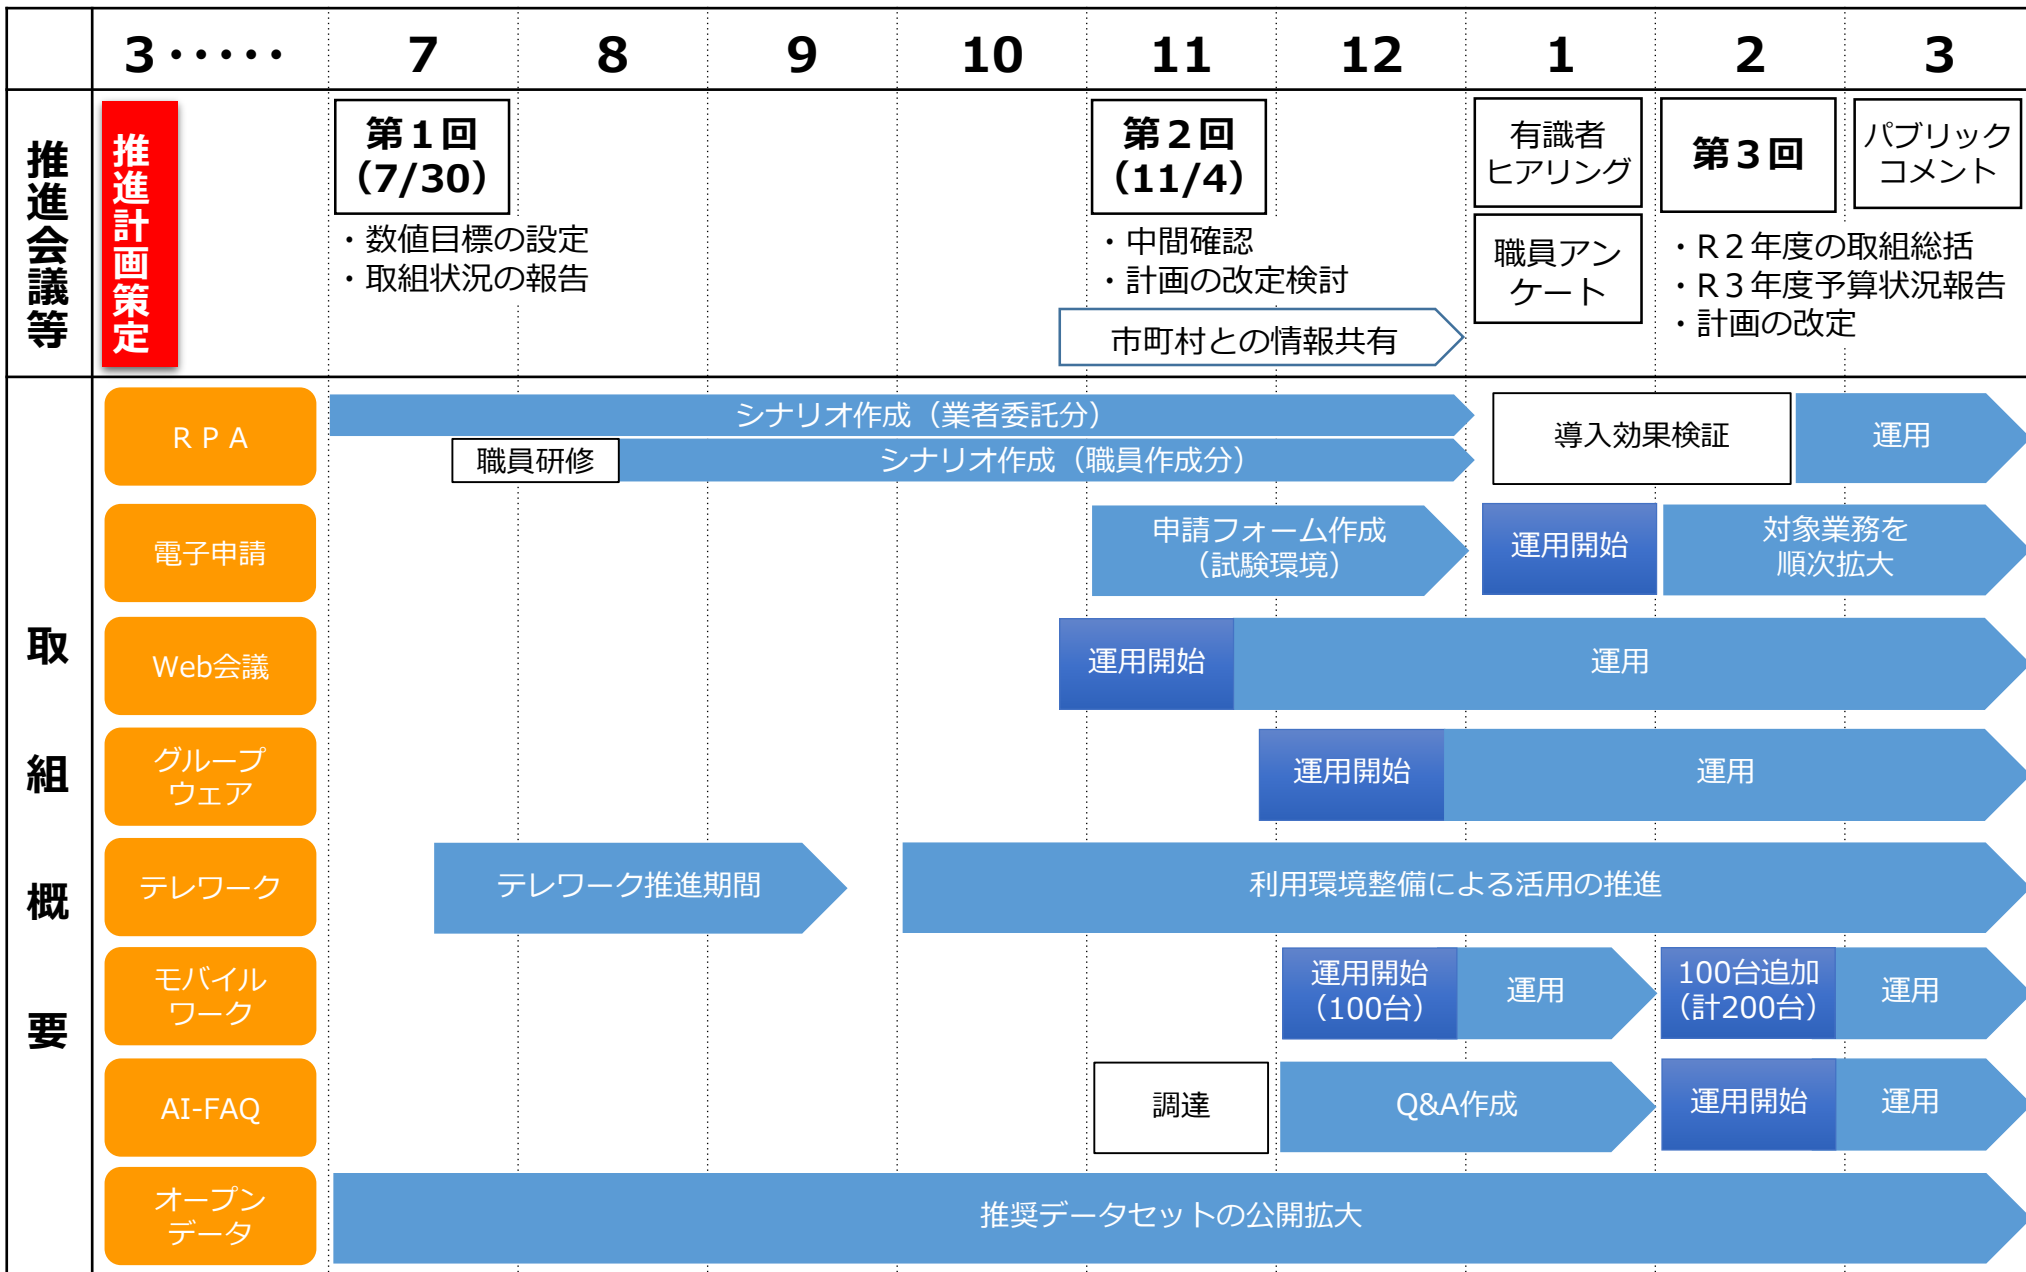 3・・・・・ 7 8 9 10 11 12 1 2 3
推進会議等
推進計画策定
第1回
(7/30)
・数値目標の設定
・取組状況の報告
第2回
(11/4)
・中間確認
・計画の改定検討
市町村との情報共有
有識者
ヒアリング
職員アン
ケート
第3回
・R2年度の取組総括
・R3年度予算状況報告
・計画の改定
パブリック
コメント
取組概要
RPA
シナリオ作成（業者委託分）
職員研修
シナリオ作成（職員作成分）
導入効果検証
運用
電子申請
申請フォーム作成
（試験環境）
運用開始
対象業務を
順次拡大
Web会議
運用開始
運用
グループ
ウェア
運用開始
運用
テレワーク
テレワーク推進期間
利用環境整備による活用の推進
モバイル
ワーク
運用開始
（100台）
運用
100台追加
（計200台）
運用
AI-FAQ
調達
Q&A作成
運用開始
運用
オープン
データ
推奨データセットの公開拡大